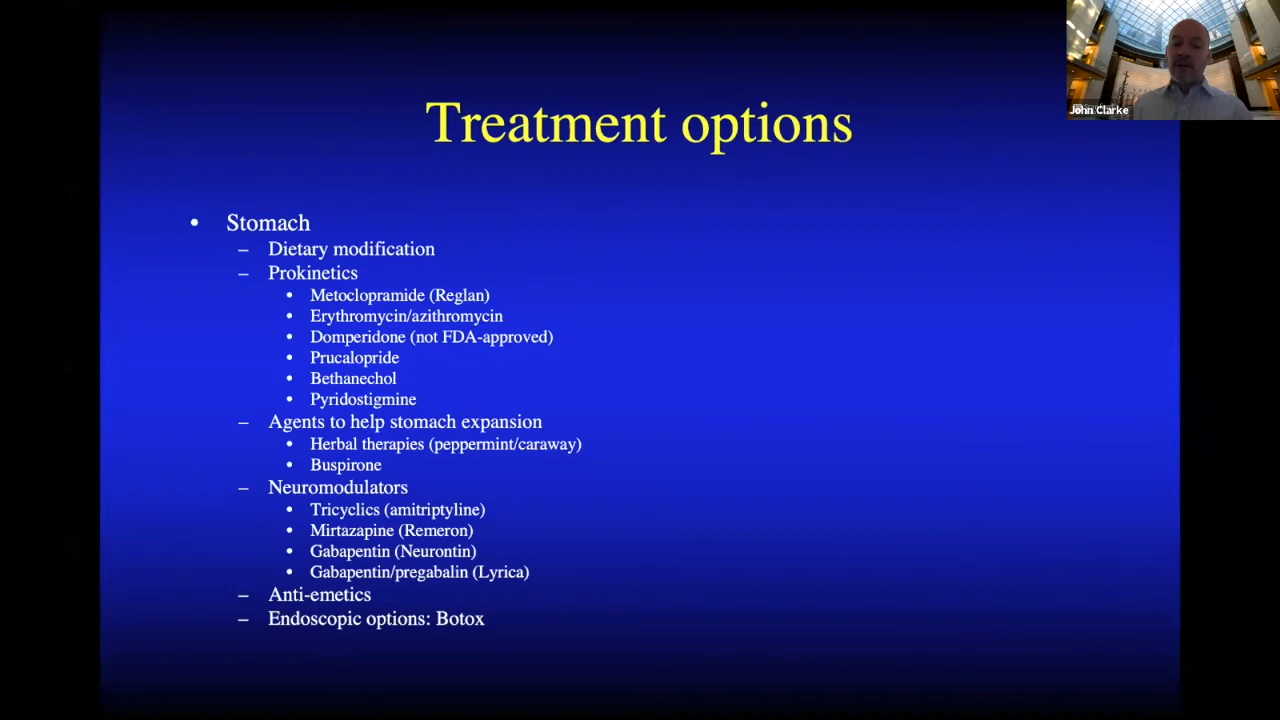 John Clarke
Treatment options
• Stomach
– Dietary modification
– Prokinetics
• Metoclopramide (Reglan)
• Erythromycin/azithromycin
• Domperidone (not FDA-approved)
• Prucalopride
• Bethanechol
• Pyridostigmine
– Agents to help stomach expansion
• Herbal therapies (peppermint/caraway)
• Buspirone
– Neuromodulators
• Tricyclics (amitriptyline)
• Mirtazapine (Remeron)
• Gabapentin (Neurontin)
• Gabapentin/pregabalin (Lyrica)
– Anti-emetics
– Endoscopic options: Botox